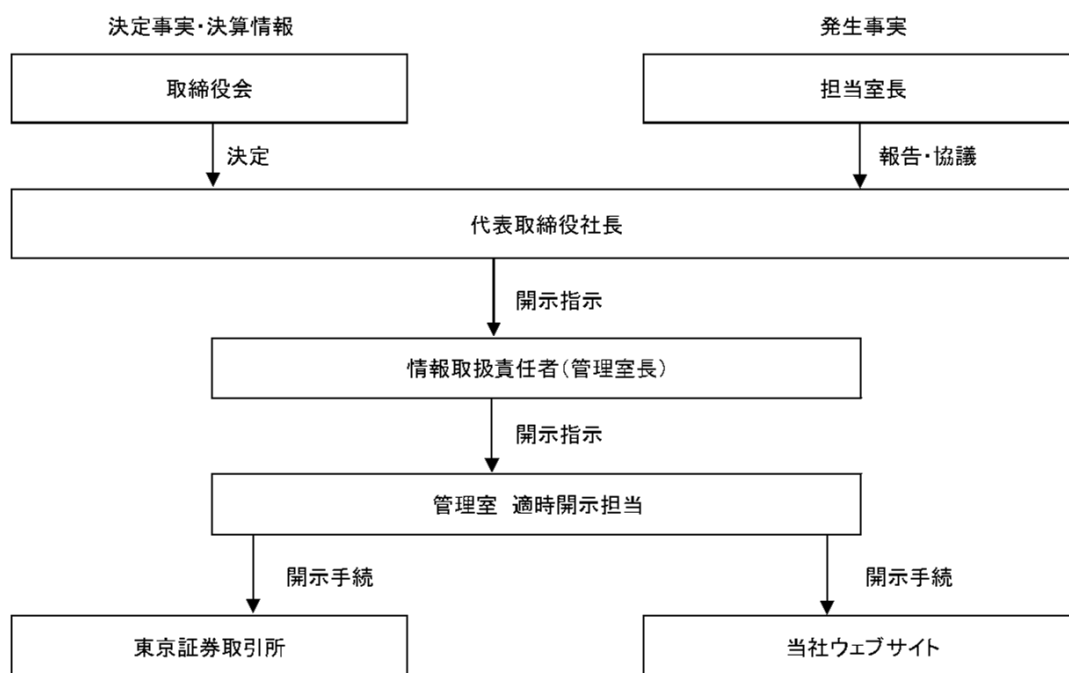 決定事実・決算情報
発生事実
取締役会
担当室長
決定
報告・協議
代表取締役社長
開示指示
情報取扱責任者(管理室長)
開示指示
管理室 適時開示担当
開示手続
開示手続
東京証券取引所
当社ウェブサイト